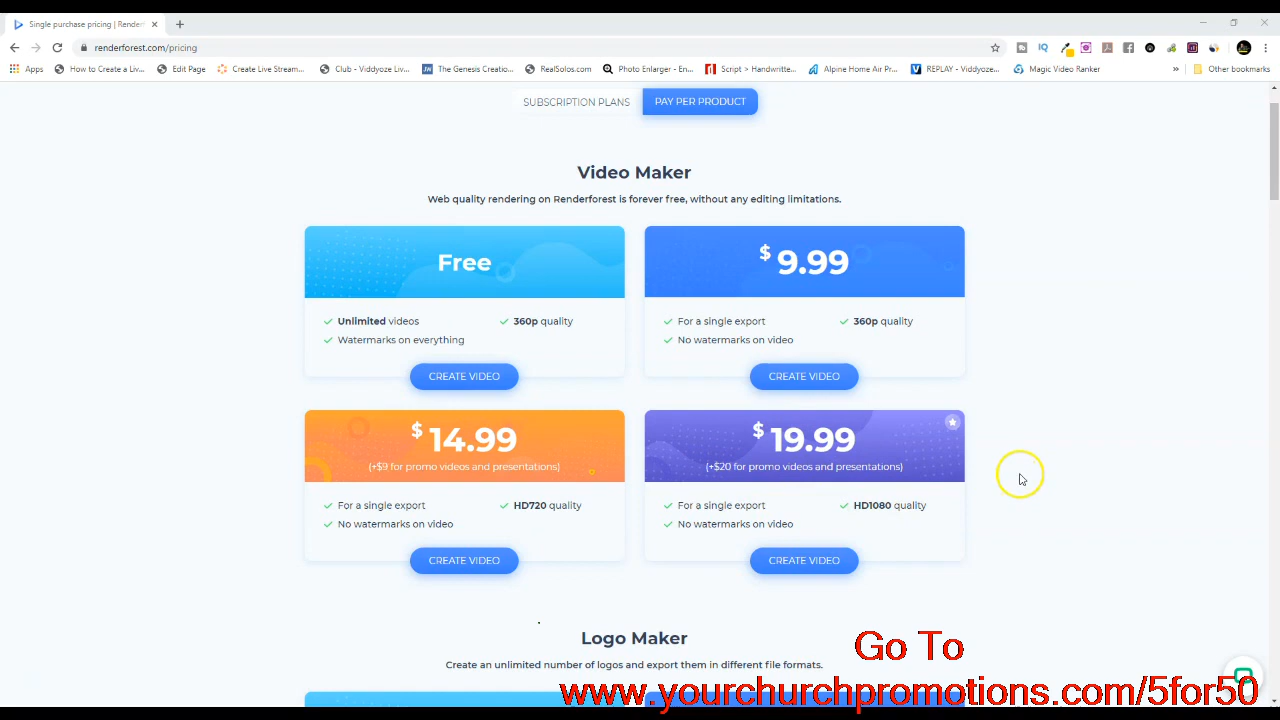 Single purchase pricing | Renderf
renderforest.com/pricing
Apps
How to Create a Liv...
Edit Page
Create Live Stream...
Club - Viddyoze Liv...
The Genesis Creatio...
RealSolos.com
Photo Enlarger - En...
Script > Handwritte...
Alpine Home Air Pr...
REPLAY - Viddyoze...
Magic Video Ranker
»
Other bookmarks
SUBSCRIPTION PLANS
PAY PER PRODUCT
Video Maker
Web quality rendering on Renderforest is forever free, without any editing limitations.
Free
Unlimited videos
360p quality
Watermarks on everything
CREATE VIDEO
$ 9.99
For a single export
360p quality
No watermarks on video
CREATE VIDEO
$ 14.99
(+$9 for promo videos and presentations)
For a single export
HD720 quality
No watermarks on video
CREATE VIDEO
$ 19.99
(+$20 for promo videos and presentations)
For a single export
HD1080 quality
No watermarks on video
CREATE VIDEO
Logo Maker
Create an unlimited number of logos and export them in different file formats.
Go To
www.yourchurchpromotions.com/5for50